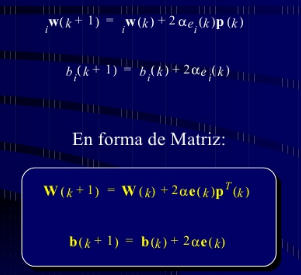 ᵢw(k + 1) = ᵢw(k) + 2αeᵢ(k)p(k)
bᵢ(k + 1) = bᵢ(k) + 2αeᵢ(k)
En forma de Matriz:
W(k + 1) = W(k) + 2αe(k)pᵀ(k)
b(k + 1) = b(k) + 2αe(k)